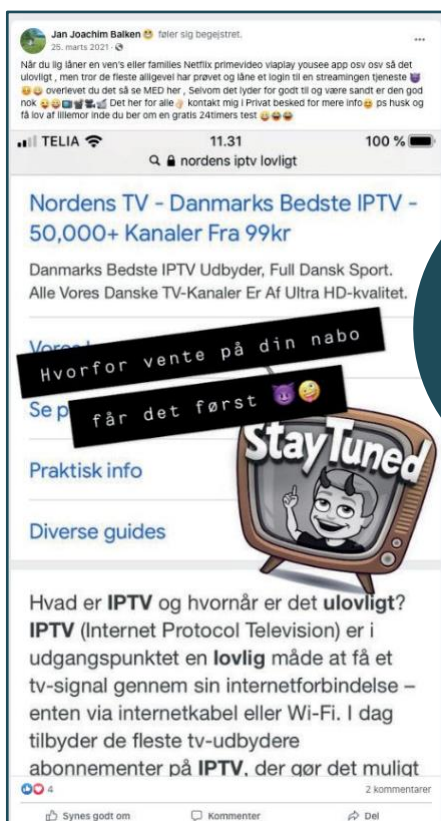 Jan Joachim Balken 😁 føler sig begejstret.
25. marts 2021
Når du lig låner en ven's eller families Netflix primevideo viaplay yousee app osv osv så det
ulovligt , men tror de fleste alligevel har prøvet og låne et login til en streamingen tjeneste 😈
overlevet du det så se MED her , Selvom det lyder for godt til og være sandt er den god
nok Det her for alle kontakt mig i Privat besked for mere info ps husk og
få lov af lillemor inde du ber om en gratis 24timers test
TELIA 11.31 100 %
nordens iptv lovligt
Nordens TV - Danmarks Bedste IPTV -
50,000+ Kanaler Fra 99kr
Danmarks Bedste IPTV Udbyder, Full Dansk Sport.
Alle Vores Danske TV-Kanaler Er Af Ultra HD-kvalitet.
Hvorfor vente på din nabo
Se p
får det først 😈🤪
StayTuned
Praktisk info
Diverse guides
Hvad er IPTV og hvornår er det ulovligt?
IPTV (Internet Protocol Television) er i
udgangspunktet en lovlig måde at få et
tv-signal gennem sin internetforbindelse –
enten via internetkabel eller Wi-Fi. I dag
tilbyder de fleste tv-udbydere
abonnementer på IPTV, der gør det muligt
4 2 kommentarer
Synes godt om Kommenter Del